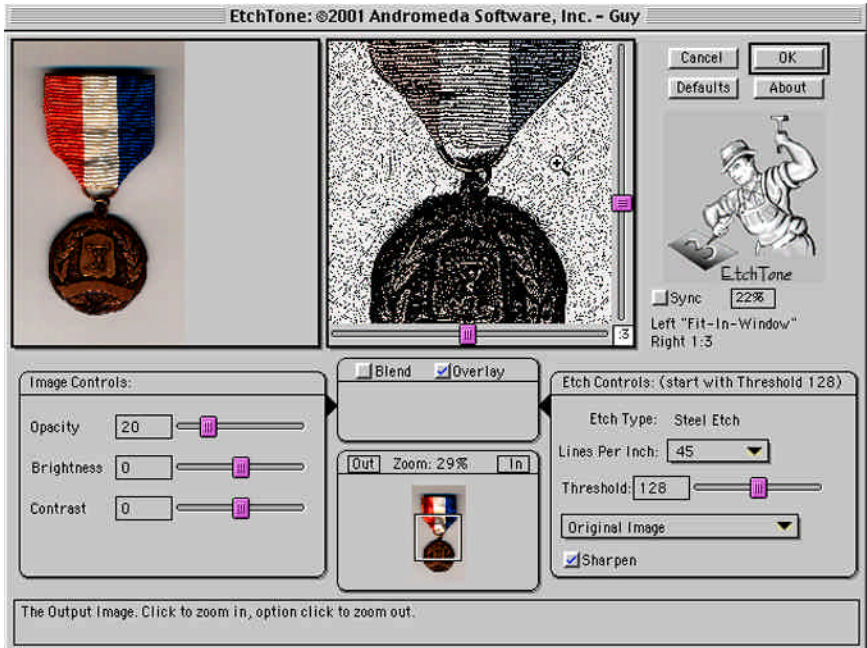 EtchTone: ©2001 Andromeda Software, Inc. - Guy
Cancel
OK
Defaults
About
EtchTone
Sync
22%
Left "Fit-In-Window"
Right 1:3
:3
Image Controls:
Opacity
20
Brightness
0
Contrast
0
Blend
Overlay
Out
Zoom: 29%
In
Etch Controls: (start with Threshold 128)
Etch Type: Steel Etch
Lines Per Inch: 45
Threshold: 128
Original Image
Sharpen
The Output Image. Click to zoom in, option click to zoom out.